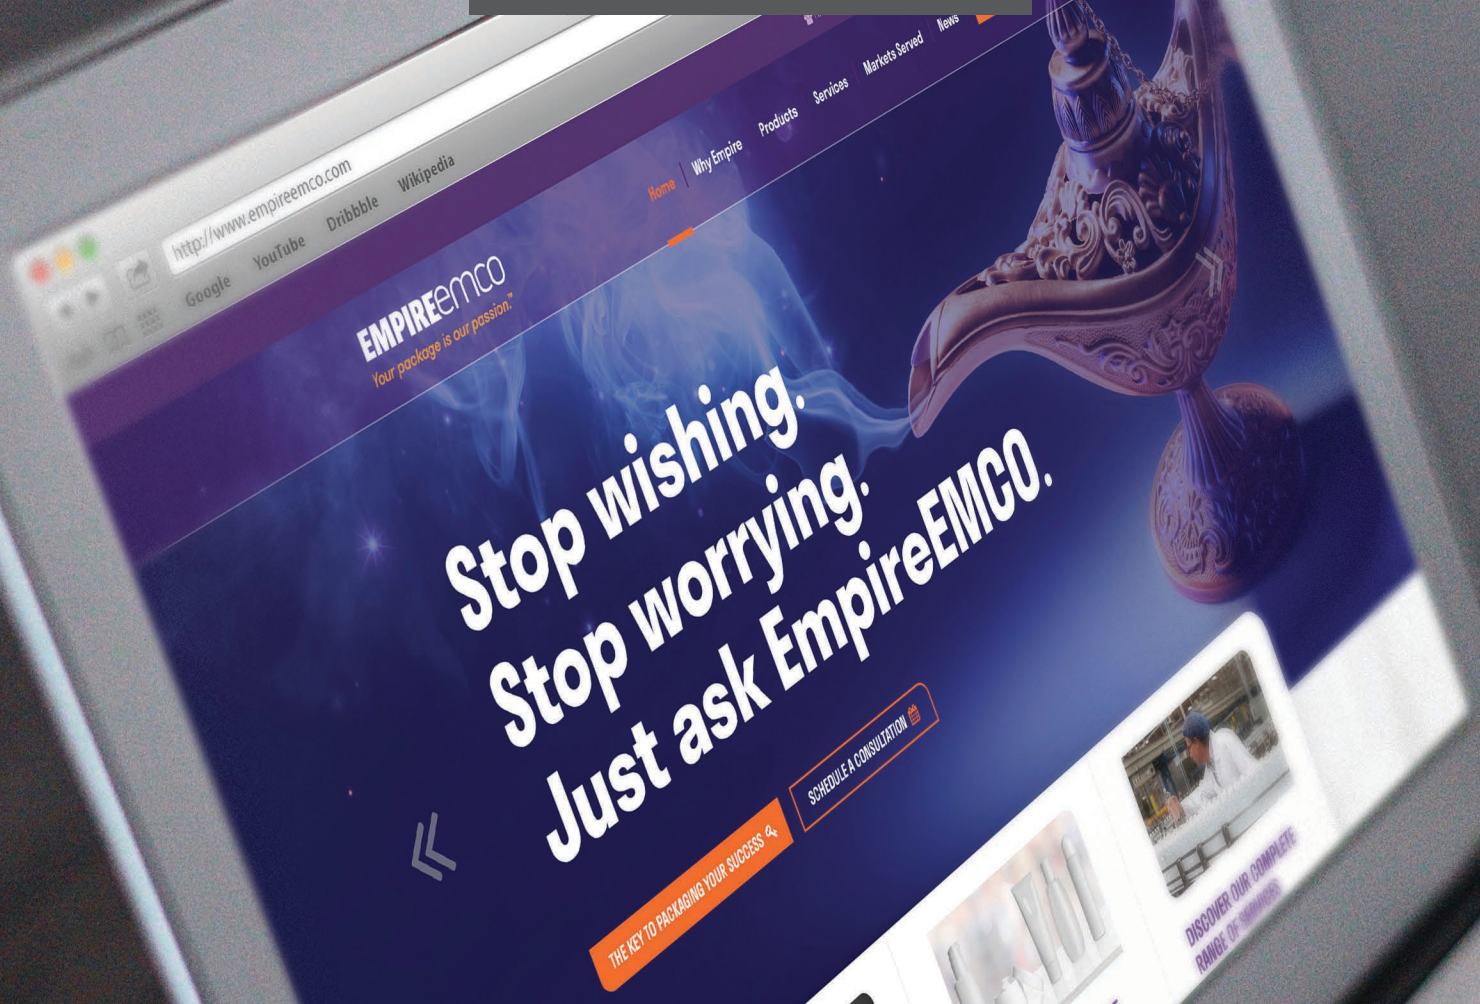 http://www.empireemco.com
Google YouTube Dribbble Wikipedia
Home Why Empire Products Services Markets Served News
EMPIREemco
Your package is our passion.™
Stop wishing.
Stop worrying.
Just ask EmpireEMCO.
THE KEY TO PACKAGING YOUR SUCCESS
SCHEDULE A CONSULTATION
DISCOVER OUR COMPLETE
RANGE OF